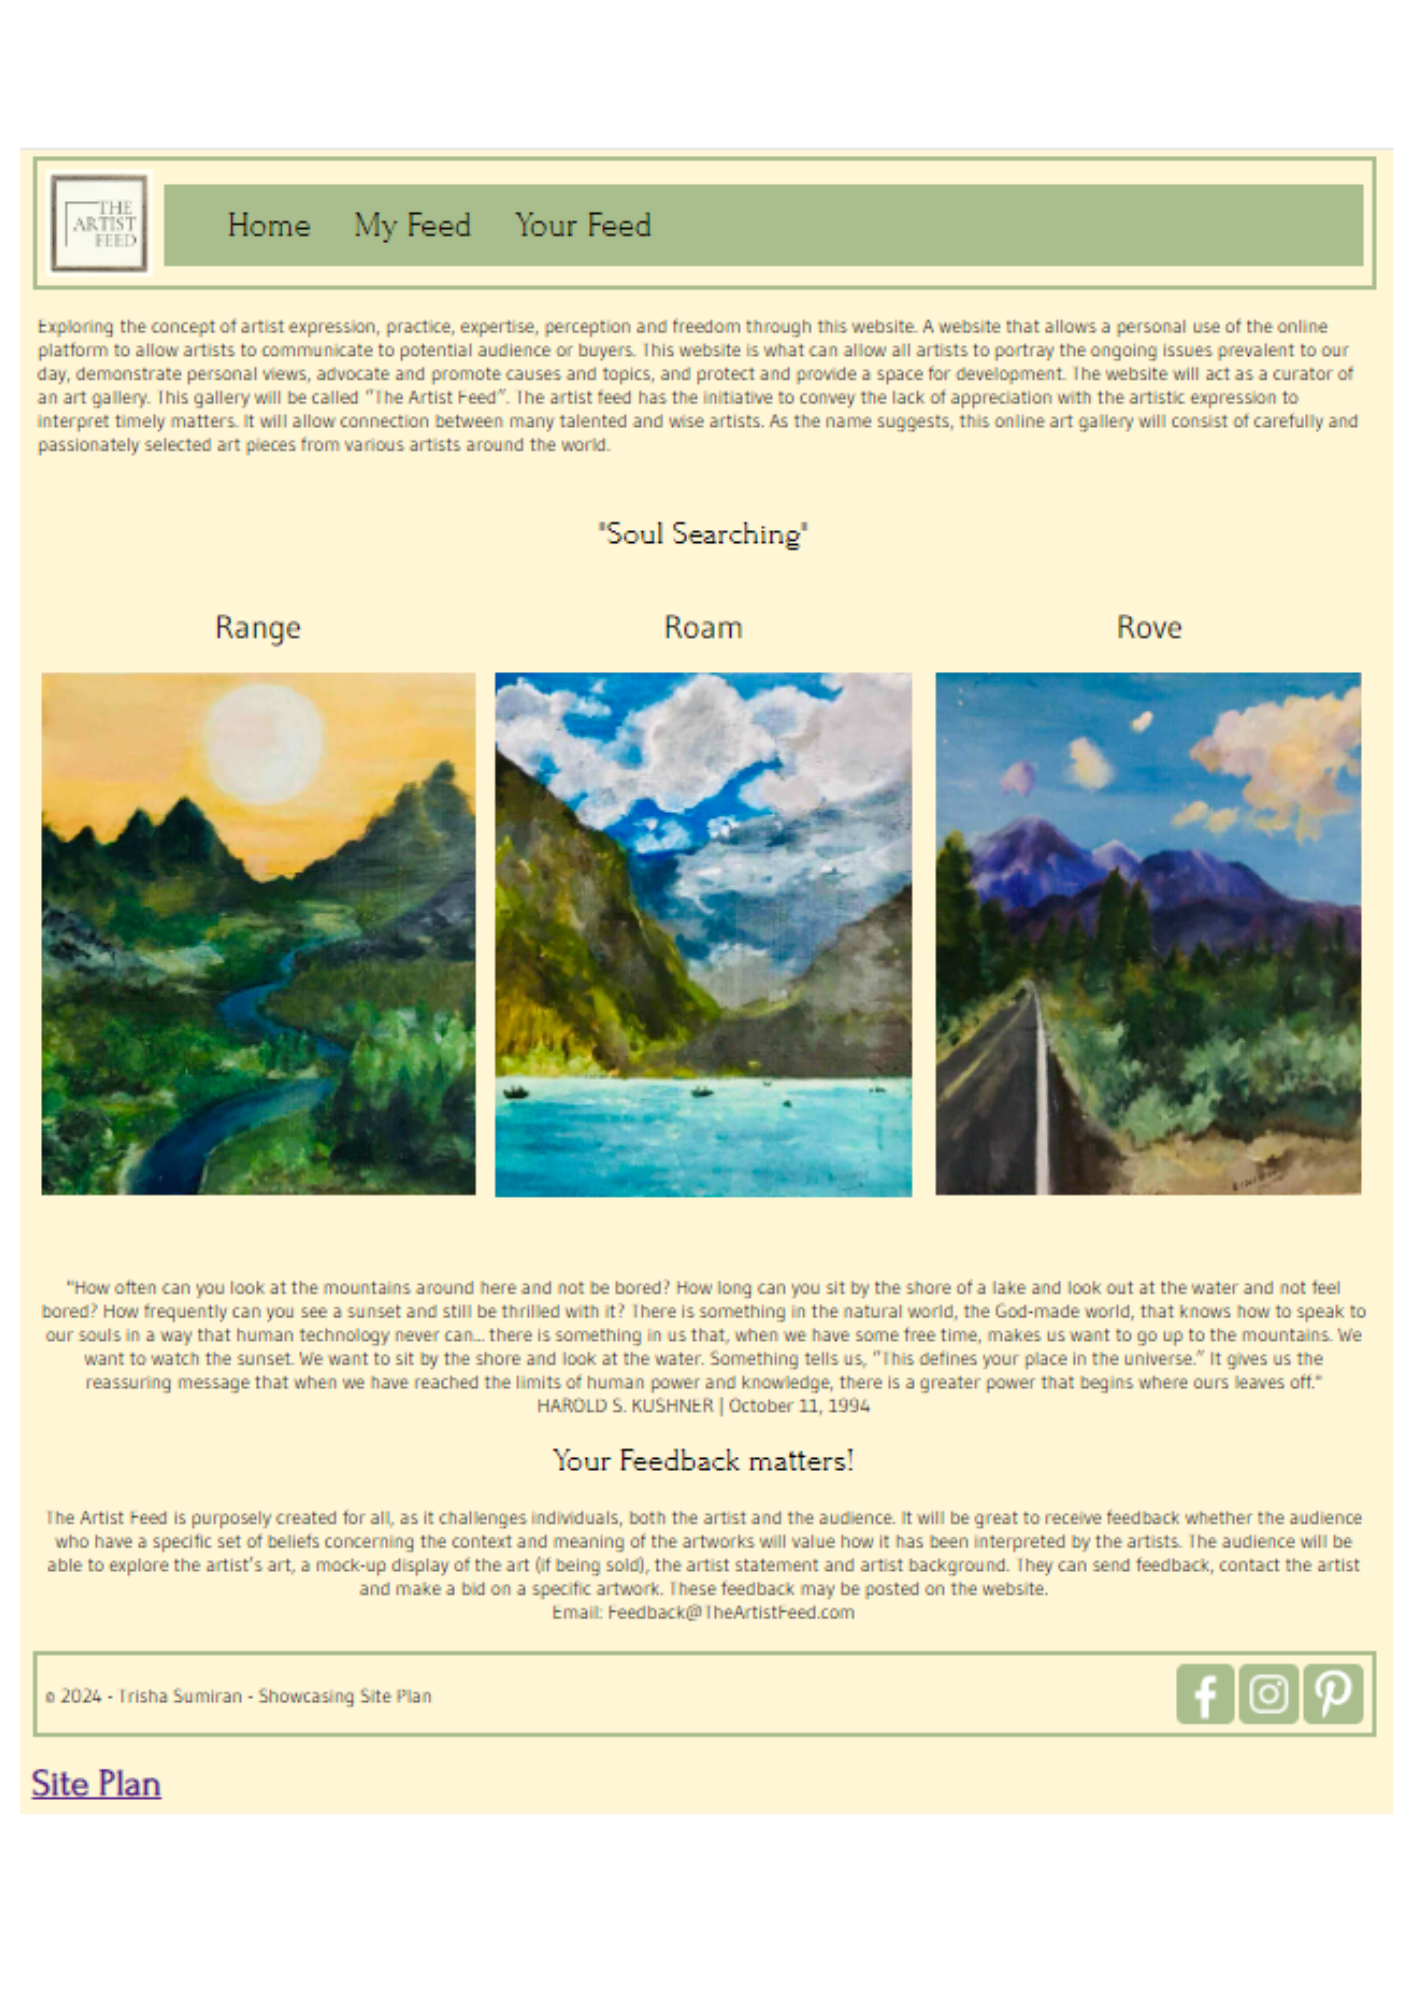 THE
ARTIST
FEED
Home My Feed Your Feed
Exploring the concept of artist expression, practice, expertise, perception and freedom through this website. A website that allows a personal use of the online
platform to allow artists to communicate to potential audience or buyers. This website is what can allow all artists to portray the ongoing issues prevalent to our
day, demonstrate personal views, advocate and promote causes and topics, and protect and provide a space for development. The website will act as a curator of
an art gallery. This gallery will be called “The Artist Feed”. The artist feed has the initiative to convey the lack of appreciation with the artistic expression to
interpret timely matters. It will allow connection between many talented and wise artists. As the name suggests, this online art gallery will consist of carefully and
passionately selected art pieces from various artists around the world.
"Soul Searching"
Range Roam Rove
"How often can you look at the mountains around here and not be bored? How long can you sit by the shore of a lake and look out at the water and not feel
bored? How frequently can you see a sunset and still be thrilled with it? There is something in the natural world, the God-made world, that knows how to speak to
our souls in a way that human technology never can... there is something in us that, when we have some free time, makes us want to go up to the mountains. We
want to watch the sunset. We want to sit by the shore and look at the water. Something tells us, “This defines your place in the universe.” It gives us the
reassuring message that when we have reached the limits of human power and knowledge, there is a greater power that begins where ours leaves off."
HAROLD S. KUSHNER | October 11, 1994
Your Feedback matters!
The Artist Feed is purposely created for all, as it challenges individuals, both the artist and the audience. It will be great to receive feedback whether the audience
who have a specific set of beliefs concerning the context and meaning of the artworks will value how it has been interpreted by the artists. The audience will be
able to explore the artist's art, a mock-up display of the art (if being sold), the artist statement and artist background. They can send feedback, contact the artist
and make a bid on a specific artwork. These feedback may be posted on the website.
Email: Feedback@TheArtistFeed.com
© 2024 - Trisha Sumiran - Showcasing Site Plan
Site Plan